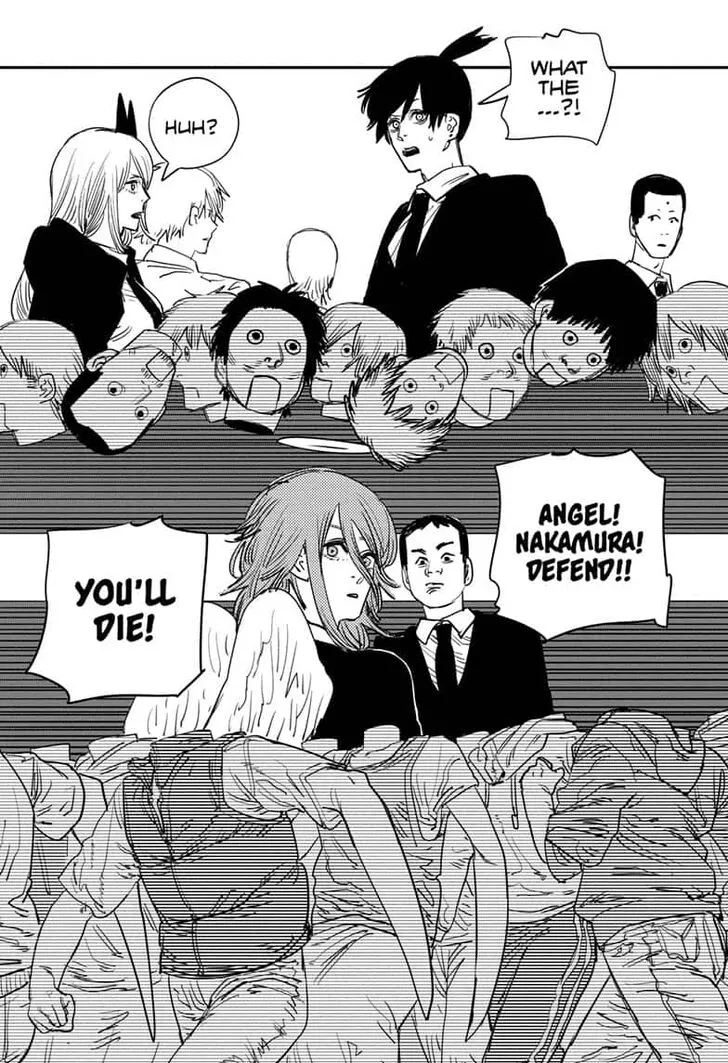 WHAT
THE
...?!
HUH?
ANGEL!
NAKAMURA!
DEFEND!!
YOU'LL
DIE!